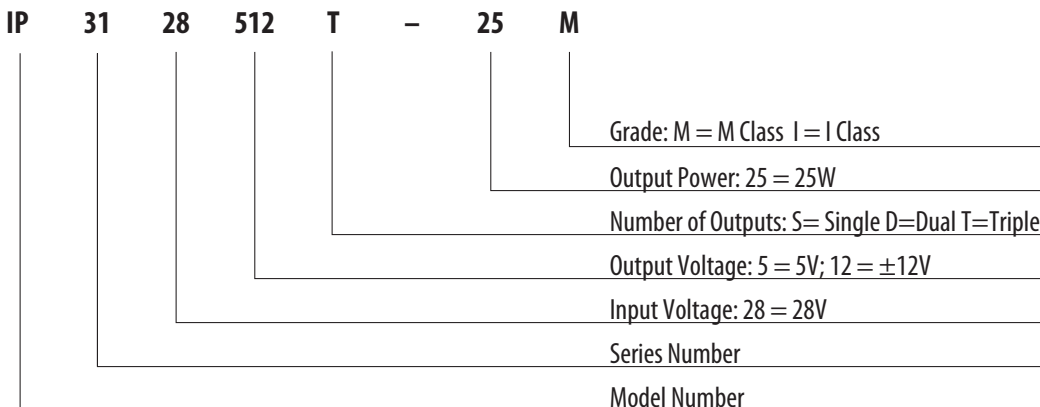 IP 31 28 512 T – 25 M
Grade: M = M Class I = I Class
Output Power: 25 = 25W
Number of Outputs: S= Single D=Dual T=Triple
Output Voltage: 5 = 5V; 12 = ±12V
Input Voltage: 28 = 28V
Series Number
Model Number